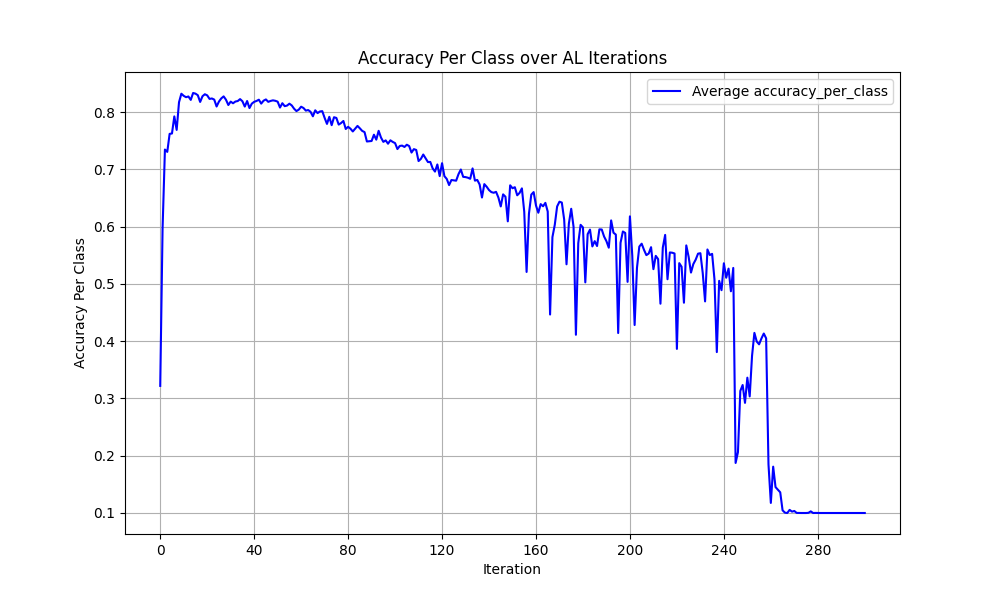 Accuracy Per Class over AL Iterations
Average accuracy_per_class
Accuracy Per Class
0.8
0.7
0.6
0.5
0.4
0.3
0.2
0.1
0 40 80 120 160 200 240 280
Iteration